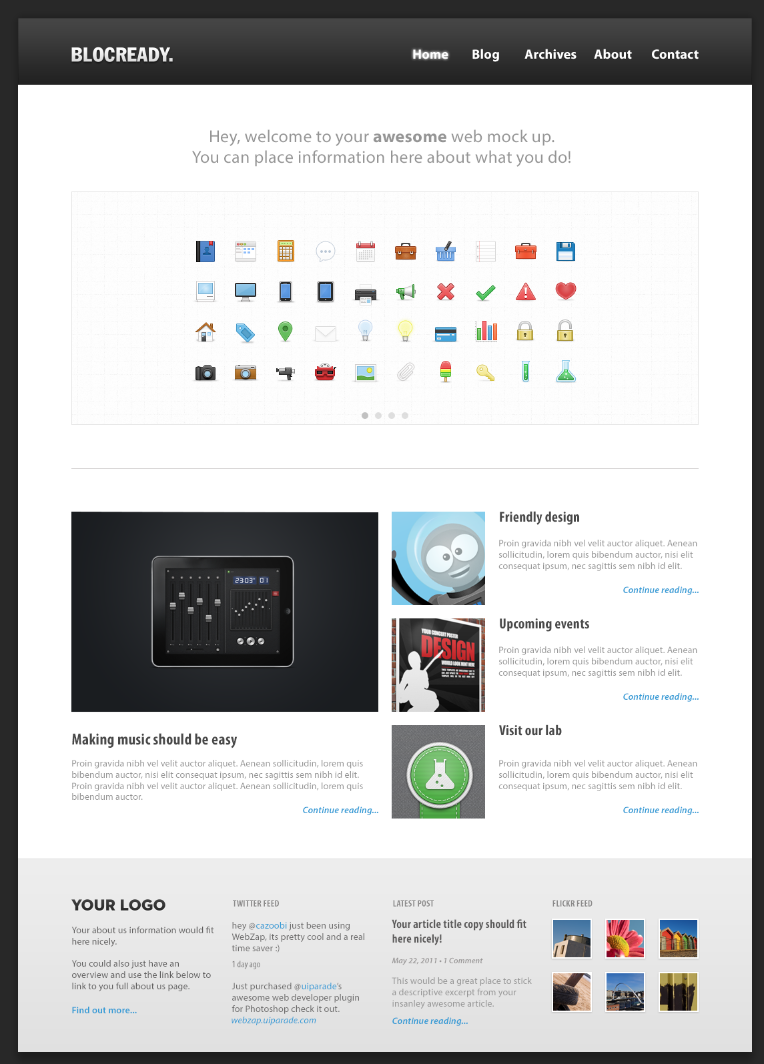 BLOCREADY.
Home Blog Archives About Contact
Hey, welcome to your awesome web mock up.
You can place information here about what you do!
23:03" 01
Making music should be easy
Proin gravida nibh vel velit auctor aliquet. Aenean sollicitudin, lorem quis
bibendum auctor, nisi elit consequat ipsum, nec sagittis sem nibh id elit.
Proin gravida nibh vel velit auctor aliquet. Aenean sollicitudin, lorem quis
bibendum auctor.
Continue reading...
Friendly design
Proin gravida nibh vel velit auctor aliquet. Aenean
sollicitudin, lorem quis bibendum auctor, nisi elit
consequat ipsum, nec sagittis sem nibh id elit.
Continue reading...
YOUR CONCERT POSTER
DESIGN
WOULD LOOK RIGHT HERE
Upcoming events
Proin gravida nibh vel velit auctor aliquet. Aenean
sollicitudin, lorem quis bibendum auctor, nisi elit
consequat ipsum, nec sagittis sem nibh id elit.
Continue reading...
Visit our lab
Proin gravida nibh vel velit auctor aliquet. Aenean
sollicitudin, lorem quis bibendum auctor, nisi elit
consequat ipsum, nec sagittis sem nibh id elit.
Continue reading...
YOUR LOGO
Your about us information would fit
here nicely.
You could also just have an
overview and use the link below to
link to you full about us page.
Find out more...
TWITTER FEED
hey @cazoobi just been using
WebZap, its pretty cool and a real
time saver :)
1 day ago
Just purchased @uiparade's
awesome web developer plugin
for Photoshop check it out.
webzap.uiparade.com
LATEST POST
Your article title copy should fit
here nicely!
May 22, 2011 • 1 Comment
This would be a great place to stick
a descriptive excerpt from your
insanley awesome article.
Continue reading...
FLICKR FEED